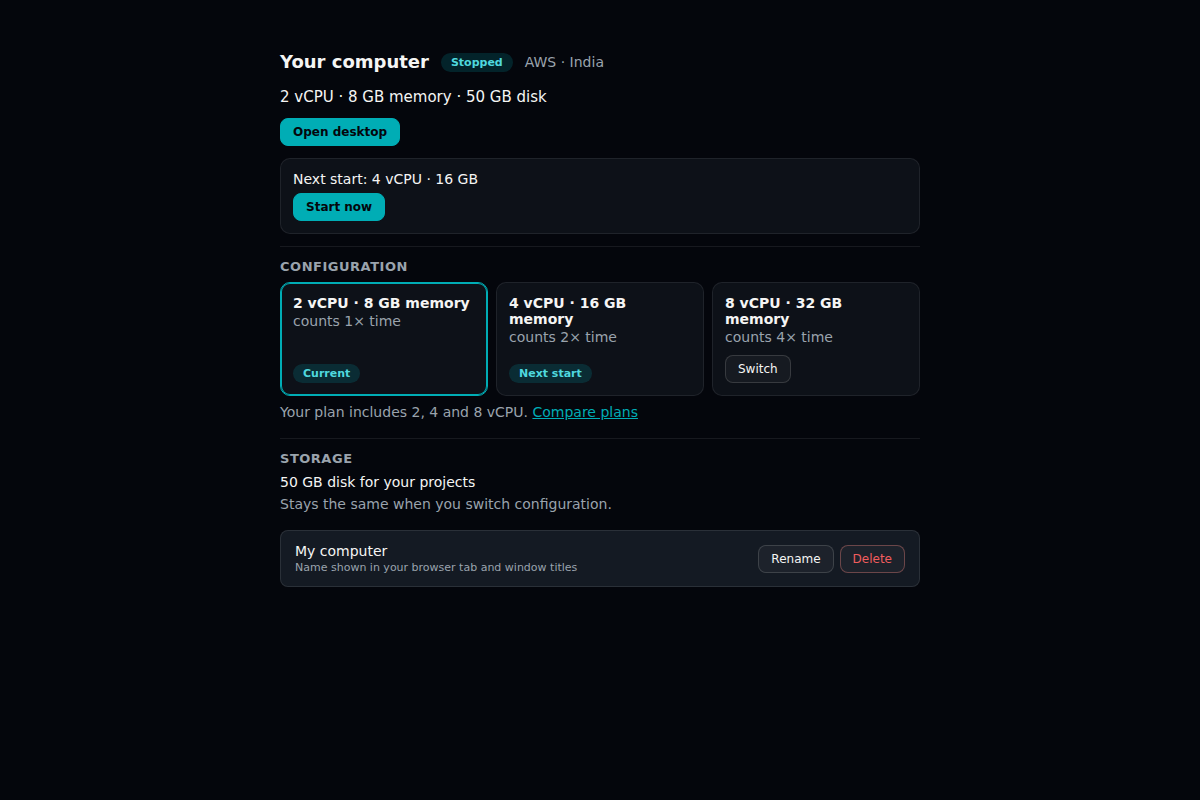 Your computer Stopped AWS · India
2 vCPU · 8 GB memory · 50 GB disk
Open desktop
Next start: 4 vCPU · 16 GB
Start now
CONFIGURATION
2 vCPU · 8 GB memory
counts 1× time
Current
4 vCPU · 16 GB
memory
counts 2× time
Next start
8 vCPU · 32 GB
memory
counts 4× time
Switch
Your plan includes 2, 4 and 8 vCPU. Compare plans
STORAGE
50 GB disk for your projects
Stays the same when you switch configuration.
My computer
Name shown in your browser tab and window titles
Rename Delete